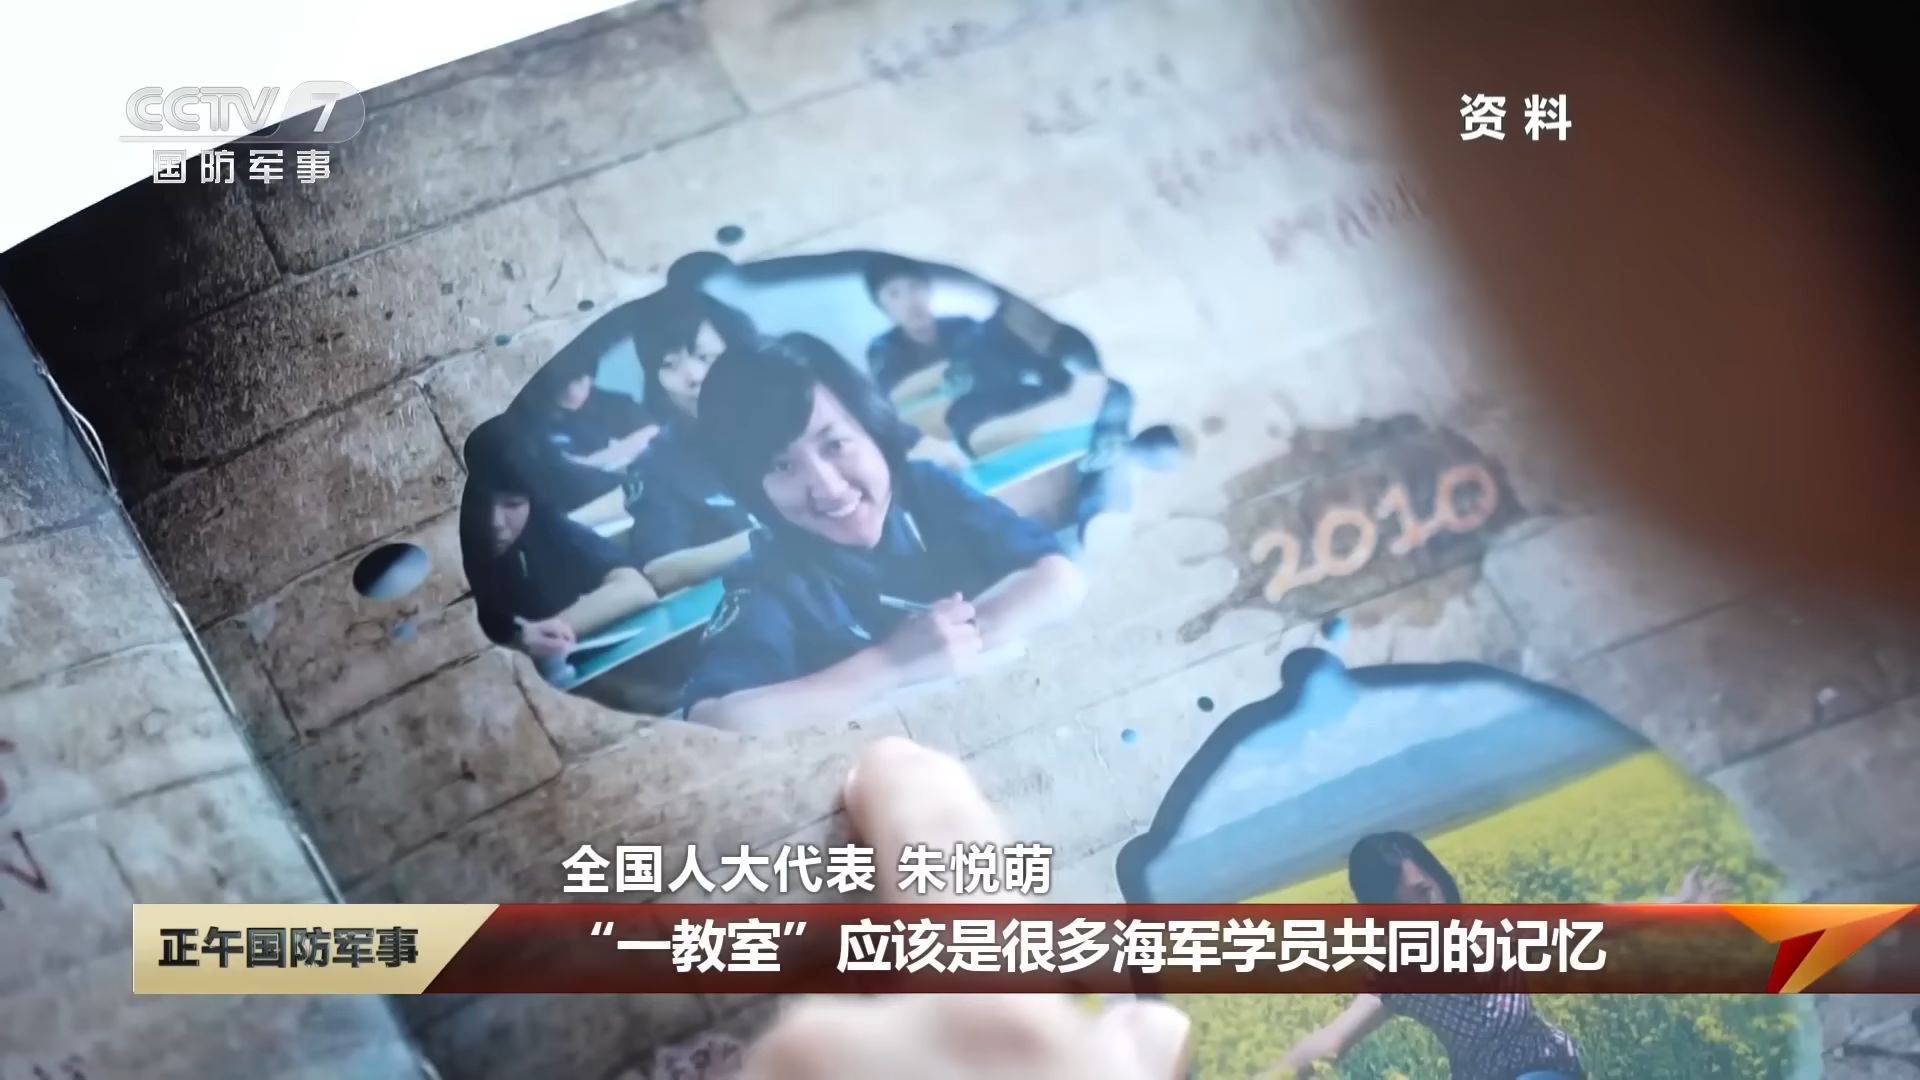 CCTV 7
国防军事
资料
2010
全国人大代表 朱悦萌
正午国防军事
“一教室”应该是很多海军学员共同的记忆